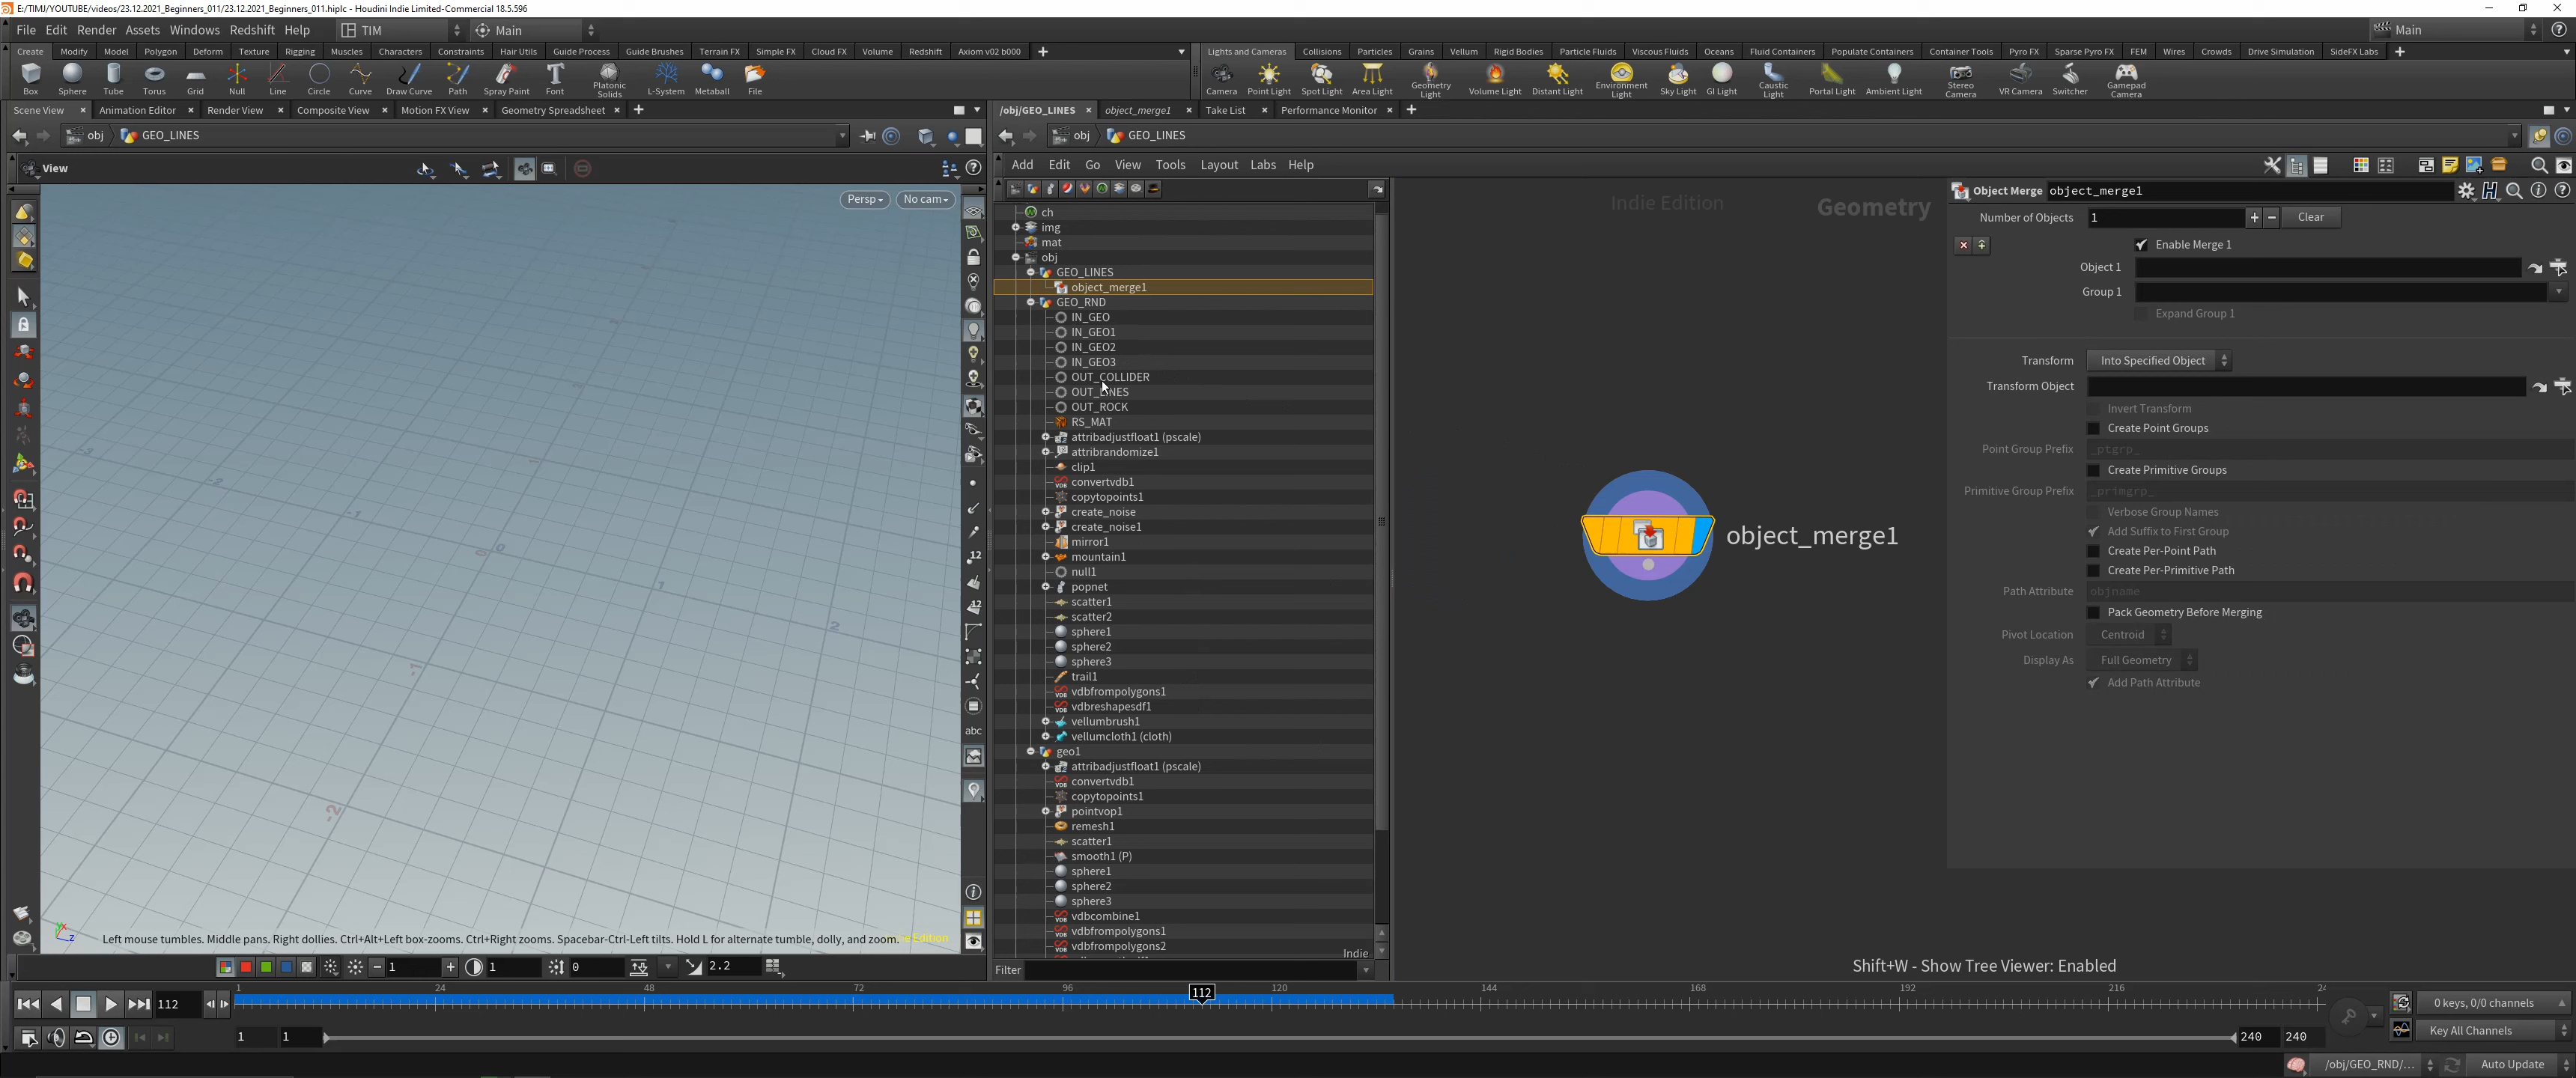 E:/TIMJ/YOUTUBE/videos/23.12.2021_Beginners_011/23.12.2021_Beginners_011.hiplc - Houdini Indie Limited-Commercial 18.5.596
File Edit Render Assets Windows Redshift Help TIM Main Main
Create Modify Model Polygon Deform Texture Rigging Muscles Characters Constraints Hair Utils Guide Process Guide Brushes Terrain FX Simple FX Cloud FX Volume Redshift Axiom v02 b000
Lights and Cameras Collisions Particles Grains Vellum Rigid Bodies Particle Fluids Viscous Fluids Oceans Fluid Containers Populate Containers Container Tools Pyro FX Sparse Pyro FX FEM Wires Crowds Drive Simulation SideFX Labs
Box Sphere Tube Torus Grid Null Line Circle Curve Draw Curve Path Spray Paint Font Platonic Solids L-System Metaball File
Camera Point Light Spot Light Area Light Geometry Light Volume Light Distant Light Environment Light Sky Light GI Light Caustic Light Portal Light Ambient Light Stereo Camera VR Camera Switcher Gamepad Camera
Scene View Animation Editor Render View Composite View Motion FX View Geometry Spreadsheet
/obj/GEO_LINES object_merge1 Take List Performance Monitor
obj GEO_LINES
obj GEO_LINES
View
Add Edit Go View Tools Layout Labs Help
Persp No cam
ch
img
mat
obj
GEO_LINES
object_merge1
GEO_RND
IN_GEO
IN_GEO1
IN_GEO2
IN_GEO3
OUT_COLLIDER
OUT_LINES
OUT_ROCK
RS_MAT
attribadjustfloat1 (pscale)
attribrandomize1
clip1
convertvdb1
copytopoints1
create_noise
create_noise1
mirror1
mountain1
null1
popnet
scatter1
scatter2
sphere1
sphere2
sphere3
trail1
vdbfrompolygons1
vdbreshapesdf1
vellumbrush1
vellumcloth1 (cloth)
geo1
attribadjustfloat1 (pscale)
convertvdb1
copytopoints1
pointvop1
remesh1
scatter1
smooth1 (P)
sphere1
sphere2
sphere3
vdbcombine1
vdbfrompolygons1
vdbfrompolygons2
Indie
Filter
Indie Edition Geometry
object_merge1
Shift+W - Show Tree Viewer: Enabled
Object Merge object_merge1
Number of Objects 1 Clear
Enable Merge 1
Object 1
Group 1
Expand Group 1
Transform Into Specified Object
Transform Object
Invert Transform
Create Point Groups
Point Group Prefix _ptgrp_
Create Primitive Groups
Primitive Group Prefix _primgrp_
Verbose Group Names
Add Suffix to First Group
Create Per-Point Path
Create Per-Primitive Path
Path Attribute objname
Pack Geometry Before Merging
Pivot Location Centroid
Display As Full Geometry
Add Path Attribute
12
12
abc
Left mouse tumbles. Middle pans. Right dollies. Ctrl+Alt+Left box-zooms. Ctrl+Right zooms. Spacebar-Ctrl-Left tilts. Hold L for alternate tumble, dolly, and zoom. Edition
1 1 0 2.2
112 1 24 48 72 96 112 120 144 168 192 216 24
0 keys, 0/0 channels
1 1 240 240
Key All Channels
/obj/GEO_RND/... Auto Update